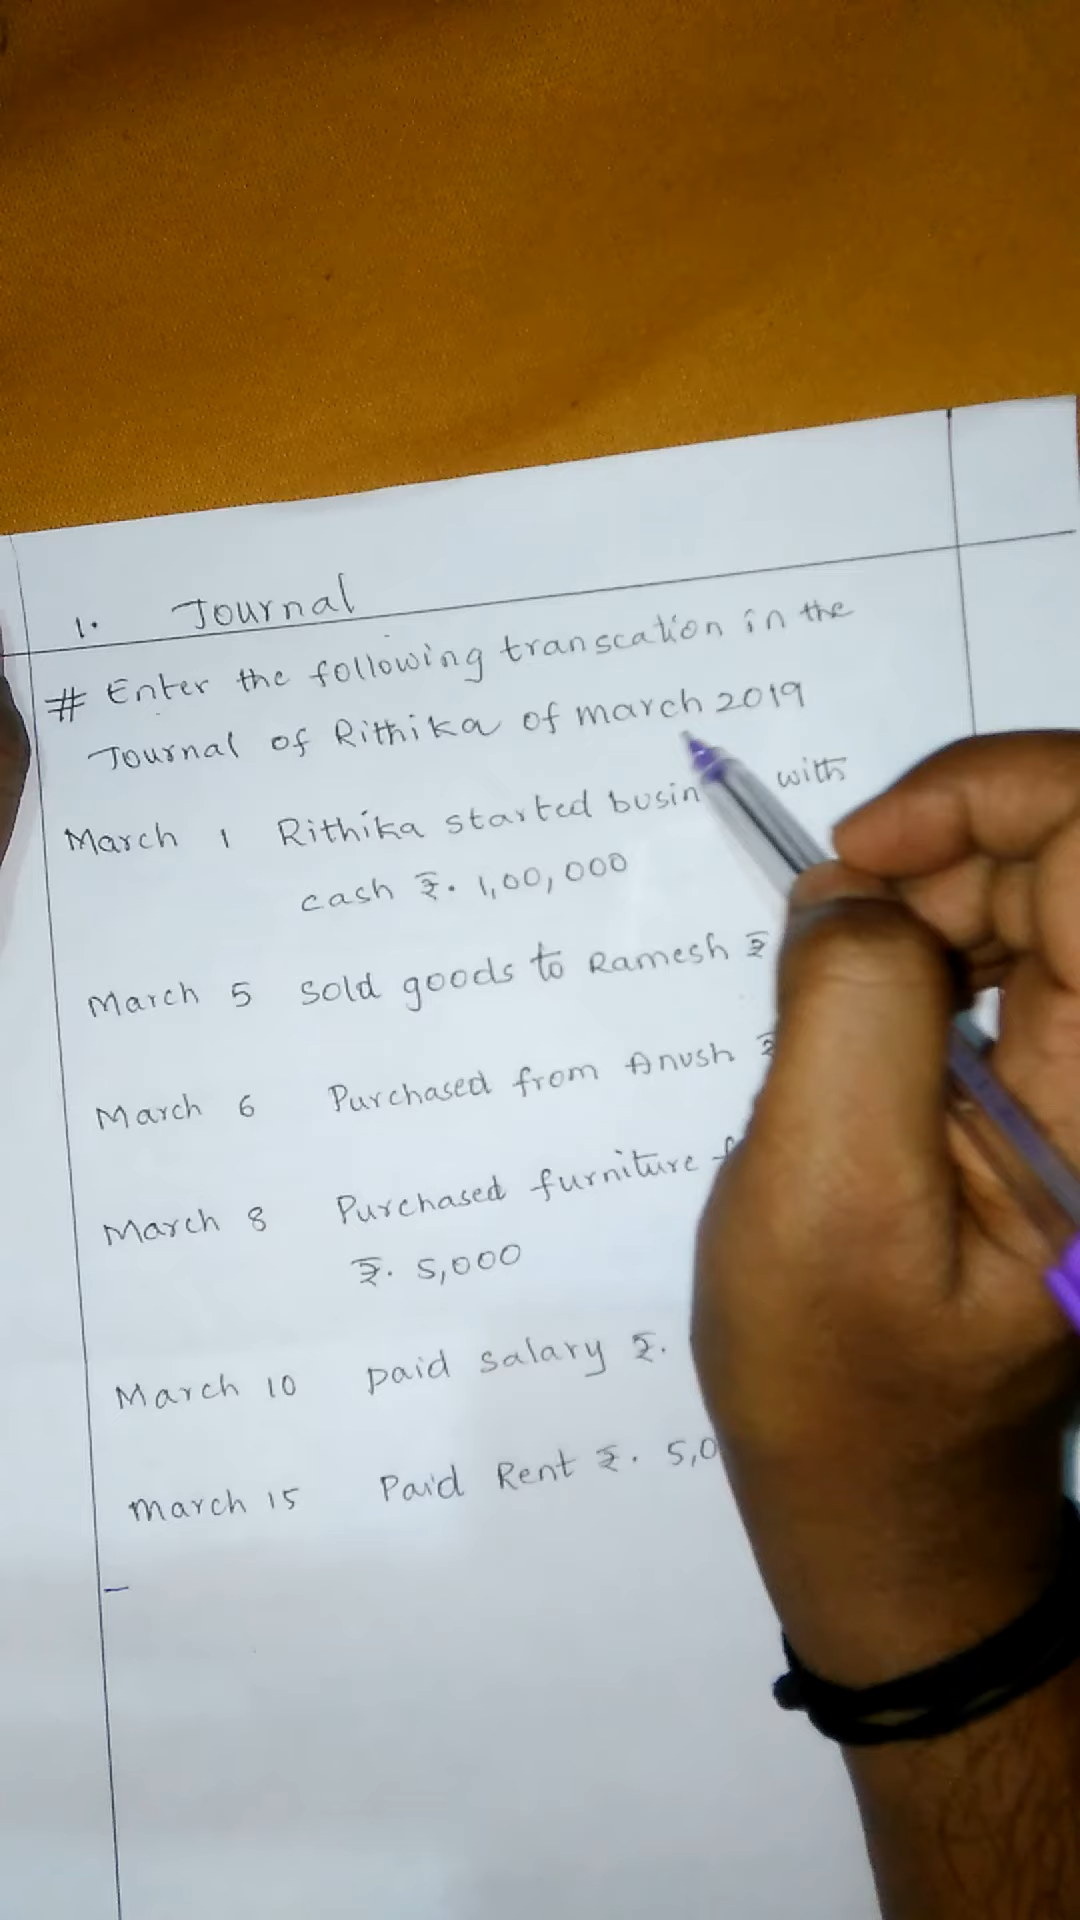 1. Journal
# Enter the following transcation in the
Journal of Rithika of march 2019
March 1 Rithika started busin with
cash ₹. 1,00,000
March 5 Sold goods to Ramesh ₹
March 6 Purchased from Anush ₹
March 8 Purchased furniture f
₹. 5,000
March 10 paid salary ₹.
March 15 Paid Rent ₹. 5,0